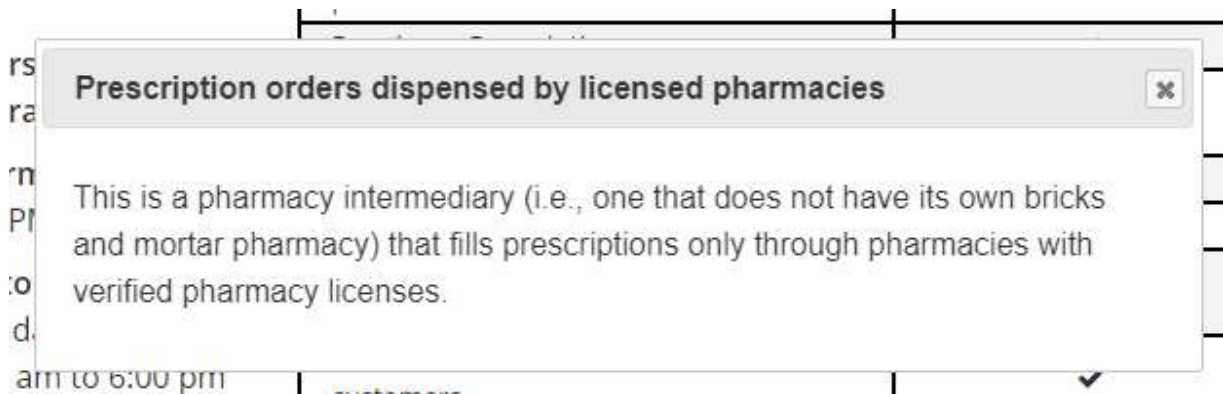 Prescription orders dispensed by licensed pharmacies
This is a pharmacy intermediary (i.e., one that does not have its own bricks
and mortar pharmacy) that fills prescriptions only through pharmacies with
verified pharmacy licenses.
am to 6:00 pm
customers